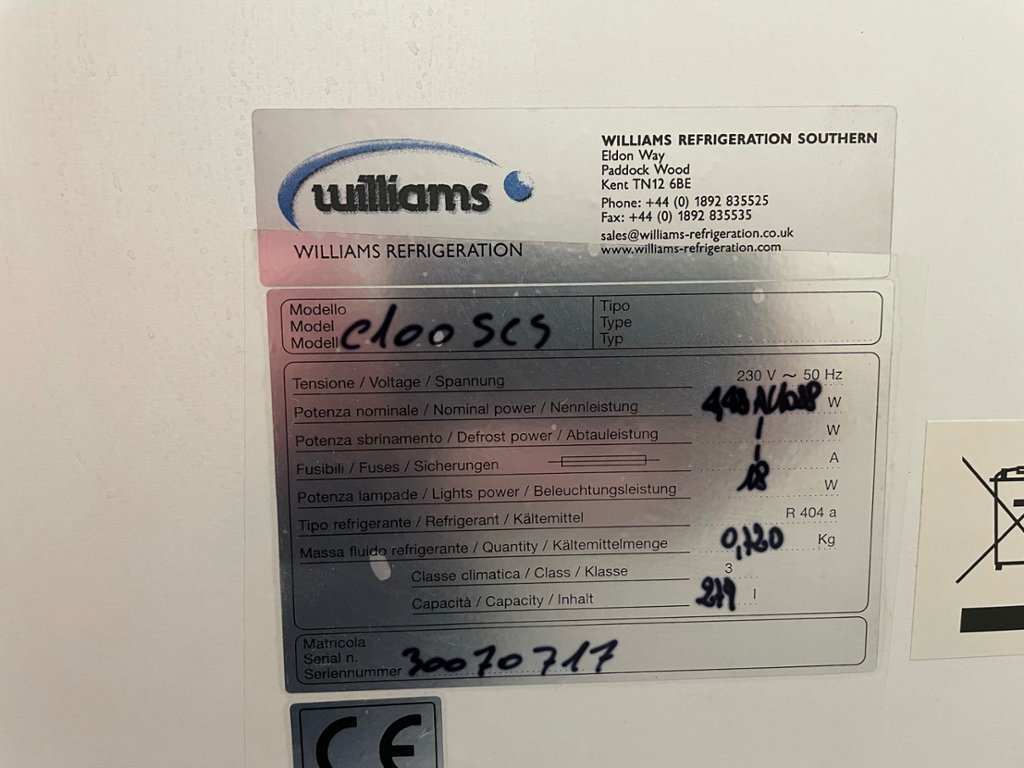 williams
WILLIAMS REFRIGERATION
WILLIAMS REFRIGERATION SOUTHERN
Eldon Way
Paddock Wood
Kent TN12 6BE
Phone: +44 (0) 1892 835525
Fax: +44 (0) 1892 835535
sales@williams-refrigeration.co.uk
www.williams-refrigeration.com
Modello
Model
Modell
C100 SCS
Tipo
Type
Typ
Tensione / Voltage / Spannung 230 V ~ 50 Hz
Potenza nominale / Nominal power / Nennleistung W
Potenza sbrinamento / Defrost power / Abtauleistung / W
Fusibili / Fuses / Sicherungen / A
Potenza lampade / Lights power / Beleuchtungsleistung 18 W
Tipo refrigerante / Refrigerant / Kältemittel R 404 a
Massa fluido refrigerante / Quantity / Kältemittelmenge 0,720 Kg
Classe climatica / Class / Klasse 3
Capacità / Capacity / Inhalt l
Matricola
Serial n.
Seriennummer
30070717
CE